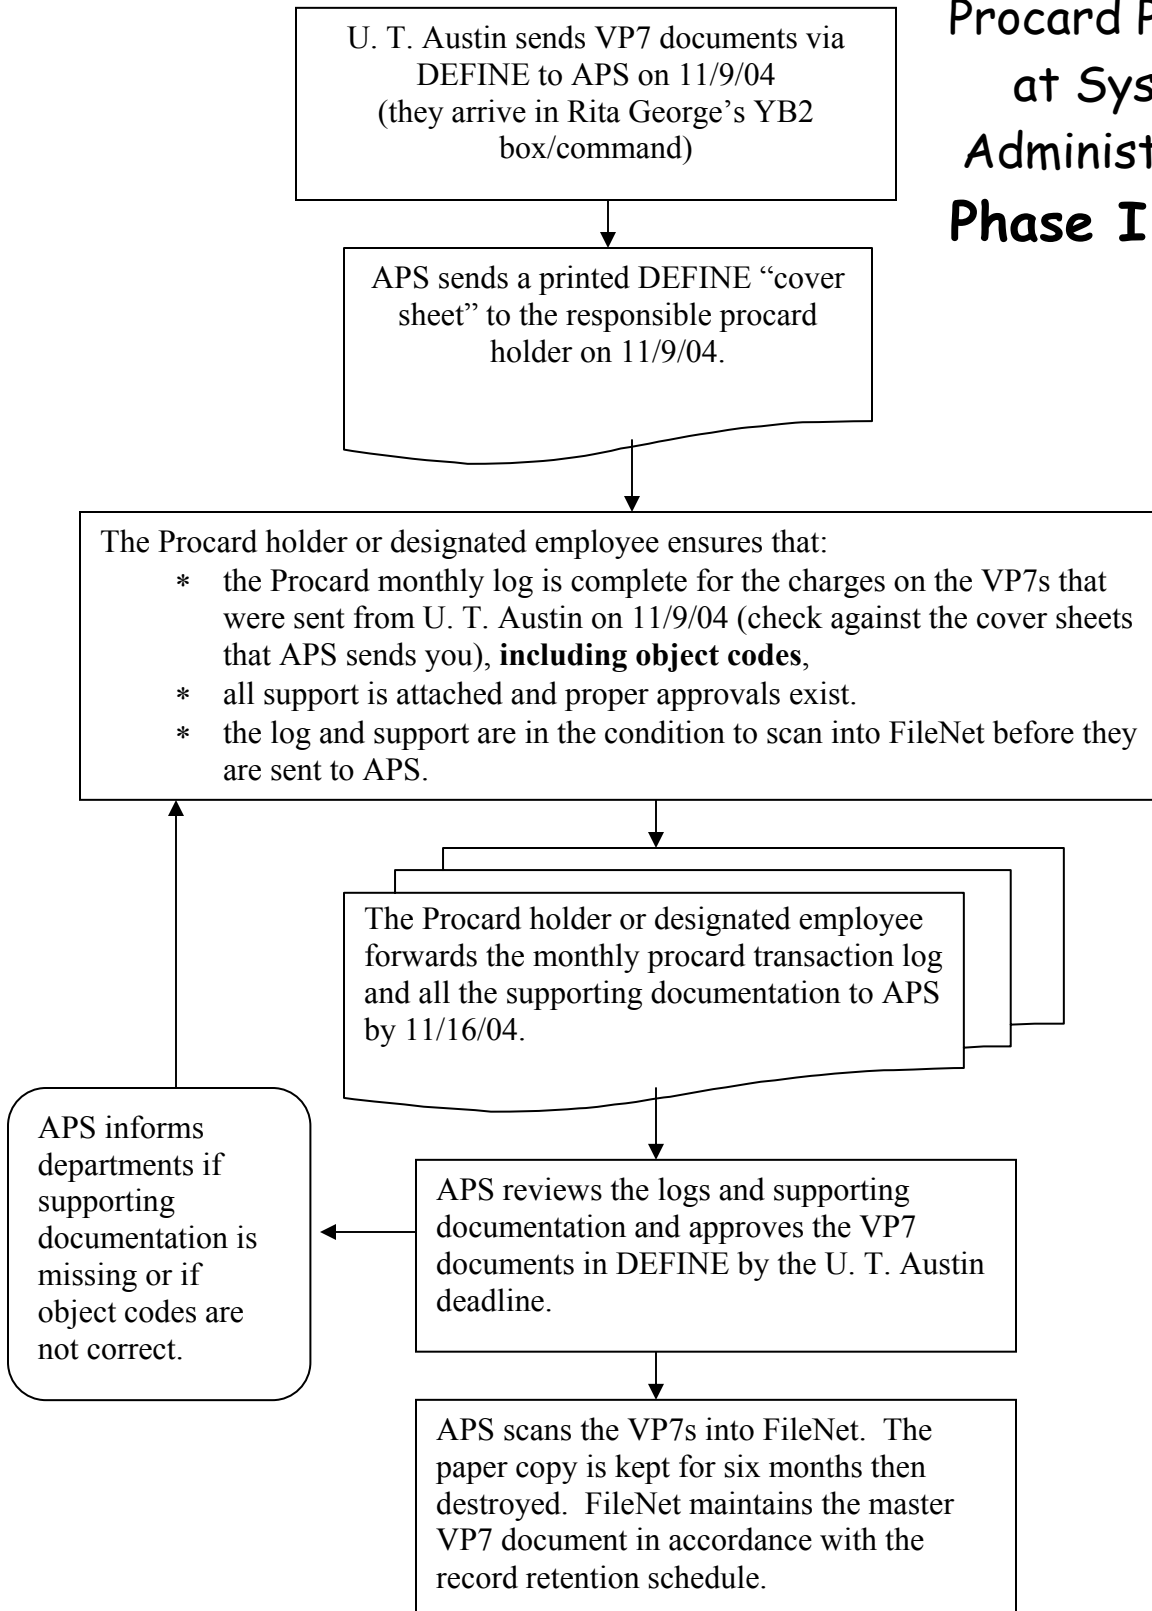 U. T. Austin sends VP7 documents via
DEFINE to APS on 11/9/04
(they arrive in Rita George’s YB2
box/command)
Procard P
at Sys
Administ
Phase I
APS sends a printed DEFINE “cover
sheet” to the responsible procard
holder on 11/9/04.
The Procard holder or designated employee ensures that:
* the Procard monthly log is complete for the charges on the VP7s that
were sent from U. T. Austin on 11/9/04 (check against the cover sheets
that APS sends you), including object codes,
* all support is attached and proper approvals exist.
* the log and support are in the condition to scan into FileNet before they
are sent to APS.
The Procard holder or designated employee
forwards the monthly procard transaction log
and all the supporting documentation to APS
by 11/16/04.
APS informs
departments if
supporting
documentation is
missing or if
object codes are
not correct.
APS reviews the logs and supporting
documentation and approves the VP7
documents in DEFINE by the U. T. Austin
deadline.
APS scans the VP7s into FileNet.  The
paper copy is kept for six months then
destroyed.  FileNet maintains the master
VP7 document in accordance with the
record retention schedule.